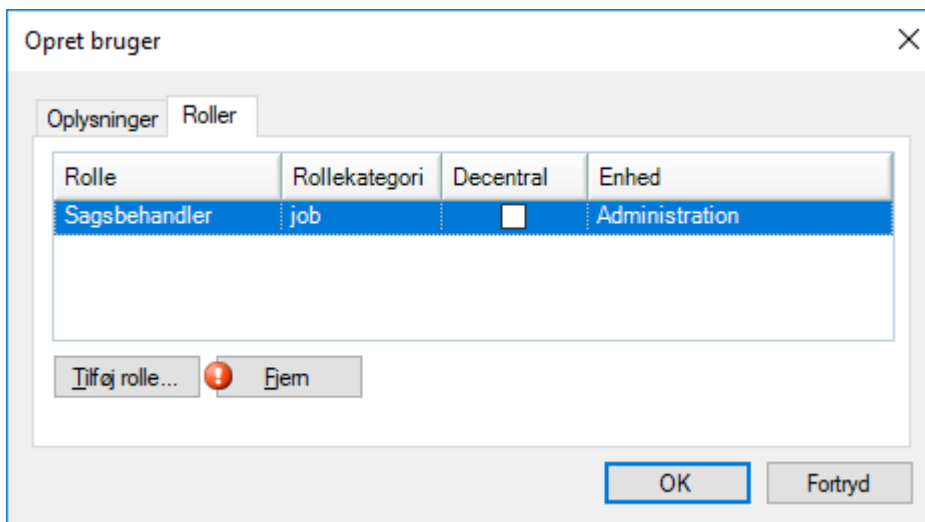 Opret bruger
Oplysninger Roller
Rolle Rollekategori Decentral Enhed
Sagsbehandler job Administration
Tilføj rolle... Fjern
OK Fortryd